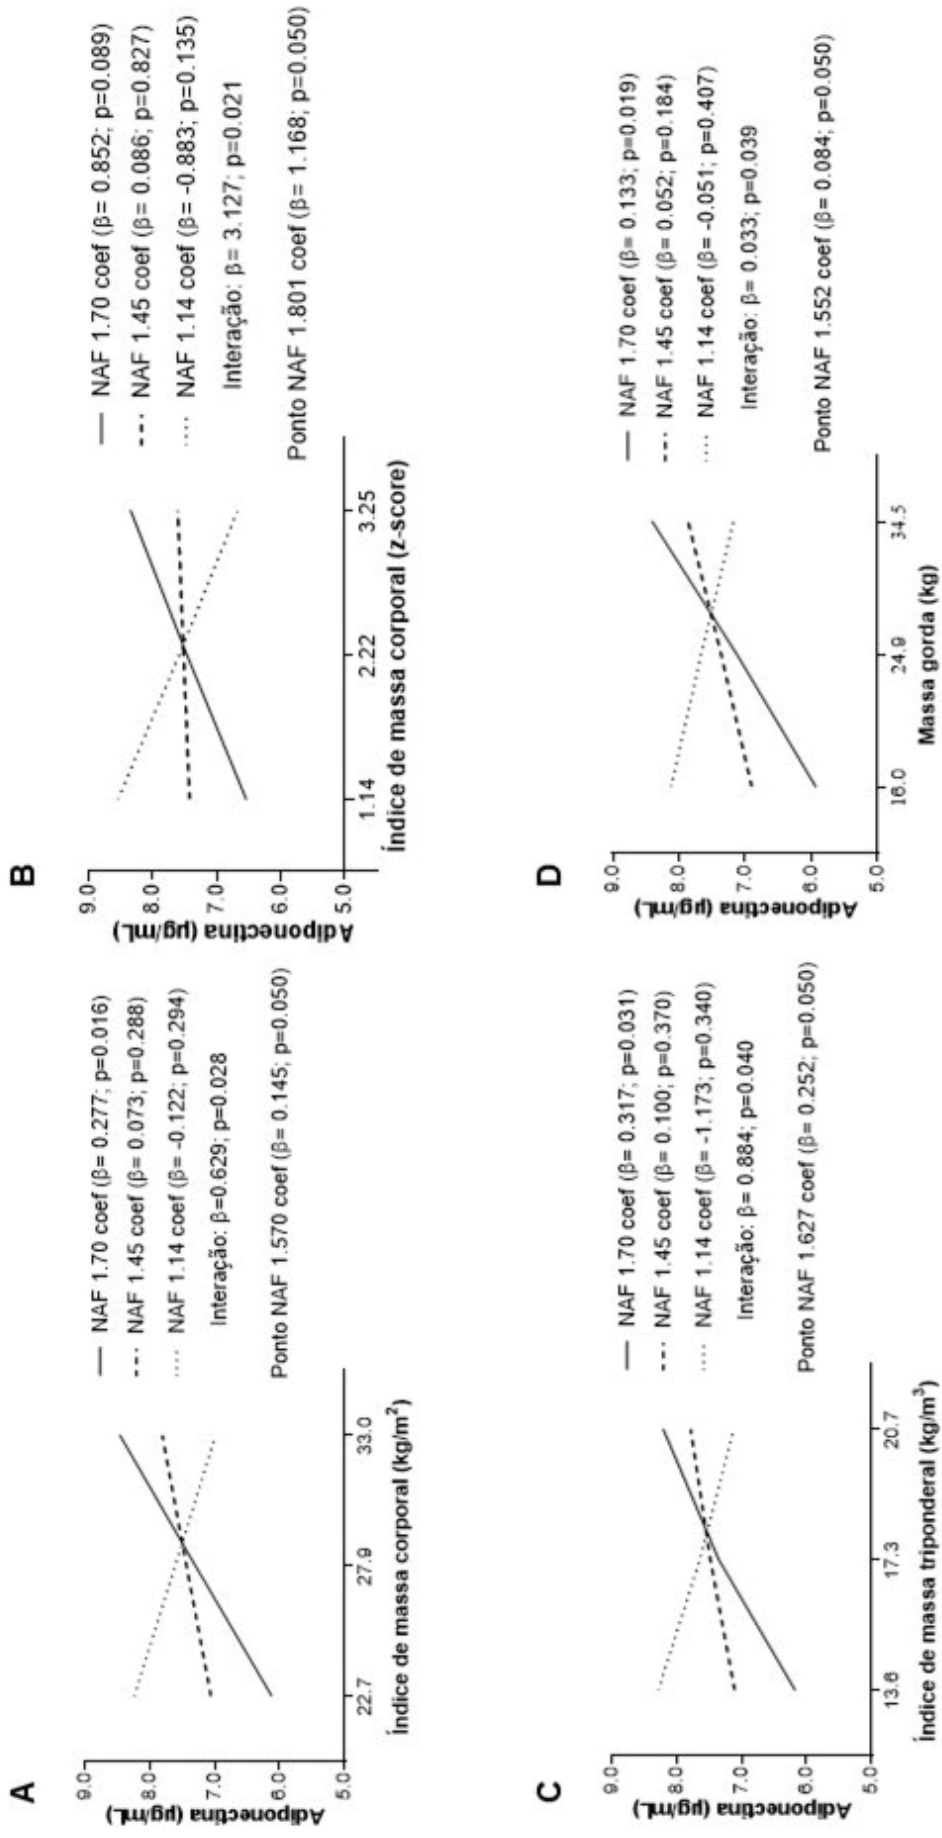 A
Adiponectina (µg/mL)
9.0
8.0
7.0
6.0
5.0
22.7
27.9
33.0
Índice de massa corporal (kg/m²)
NAF 1.70 coef (β= 0.277; p=0.016)
NAF 1.45 coef (β= 0.073; p=0.288)
NAF 1.14 coef (β= -0.122; p=0.294)
Interação: β=0.629; p=0.028
Ponto NAF 1.570 coef (β= 0.145; p=0.050)
B
Adiponectina (µg/mL)
9.0
8.0
7.0
6.0
5.0
1.14
2.22
3.25
Índice de massa corporal (z-score)
NAF 1.70 coef (β= 0.852; p=0.089)
NAF 1.45 coef (β= 0.086; p=0.827)
NAF 1.14 coef (β= -0.883; p=0.135)
Interação: β= 3.127; p=0.021
Ponto NAF 1.801 coef (β= 1.168; p=0.050)
C
Adiponectina (µg/mL)
9.0
8.0
7.0
6.0
5.0
13.6
17.3
20.7
Índice de massa triponderal (kg/m³)
NAF 1.70 coef (β= 0.317; p=0.031)
NAF 1.45 coef (β= 0.100; p=0.370)
NAF 1.14 coef (β= -1.173; p=0.340)
Interação: β= 0.884; p=0.040
Ponto NAF 1.627 coef (β= 0.252; p=0.050)
D
Adiponectina (µg/mL)
9.0
8.0
7.0
6.0
5.0
16.0
24.9
34.5
Massa gorda (kg)
NAF 1.70 coef (β= 0.133; p=0.019)
NAF 1.45 coef (β= 0.052; p=0.184)
NAF 1.14 coef (β= -0.051; p=0.407)
Interação: β= 0.033; p=0.039
Ponto NAF 1.552 coef (β= 0.084; p=0.050)